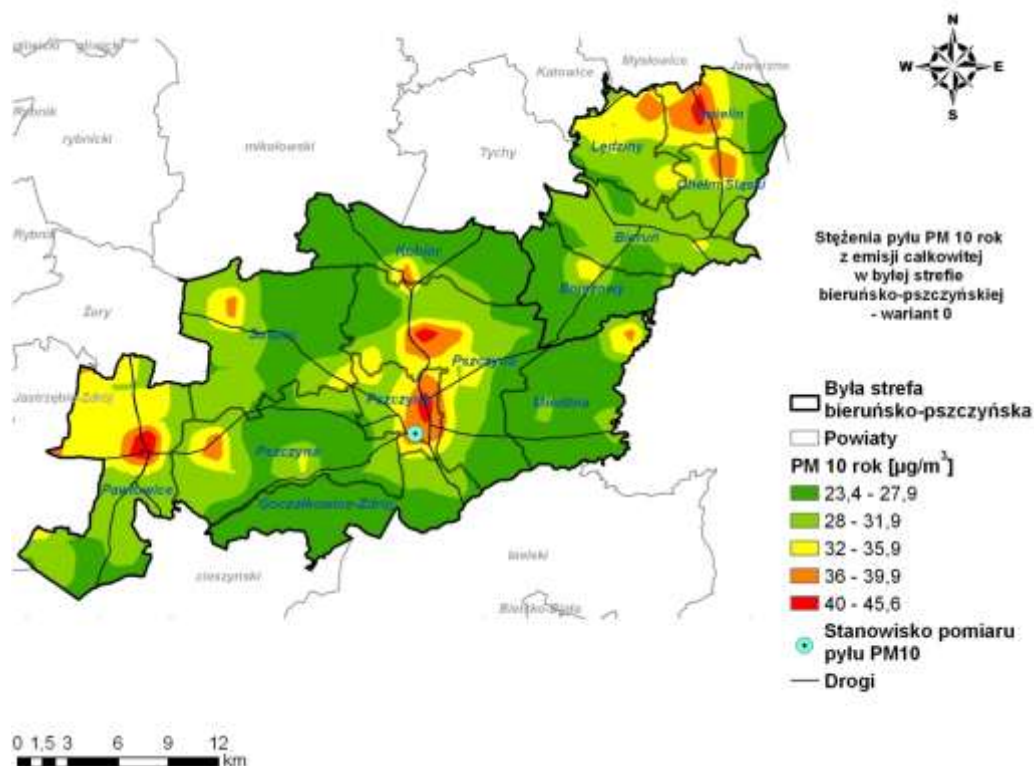 gliwicki gliwicki
Rybnik
rybnicki
mikołowski
Katowice
Mysłowice
Jaworzno
Tychy
Imielin
Lędziny
Chełm Śląski
Bieruń
Bojszowy
Kobiór
Rybnik
Żory
Suszec
Pszczyna
Pszczyna
Miedźna
Jastrzębie-Zdrój
Pszczyna
Pawłowice
Goczałkowice-Zdrój
cieszyński
bielski
Bielsko-Biała
N
W E
S
Stężenia pyłu PM 10 rok
z emisji całkowitej
w byłej strefie
bieruńsko-pszczyńskiej
- wariant 0
Była strefa
bieruńsko-pszczyńska
Powiaty
PM 10 rok [µg/m³]
23,4 - 27,9
28 - 31,9
32 - 35,9
36 - 39,9
40 - 45,6
Stanowisko pomiaru
pyłu PM10
Drogi
0 1,5 3 6 9 12
km